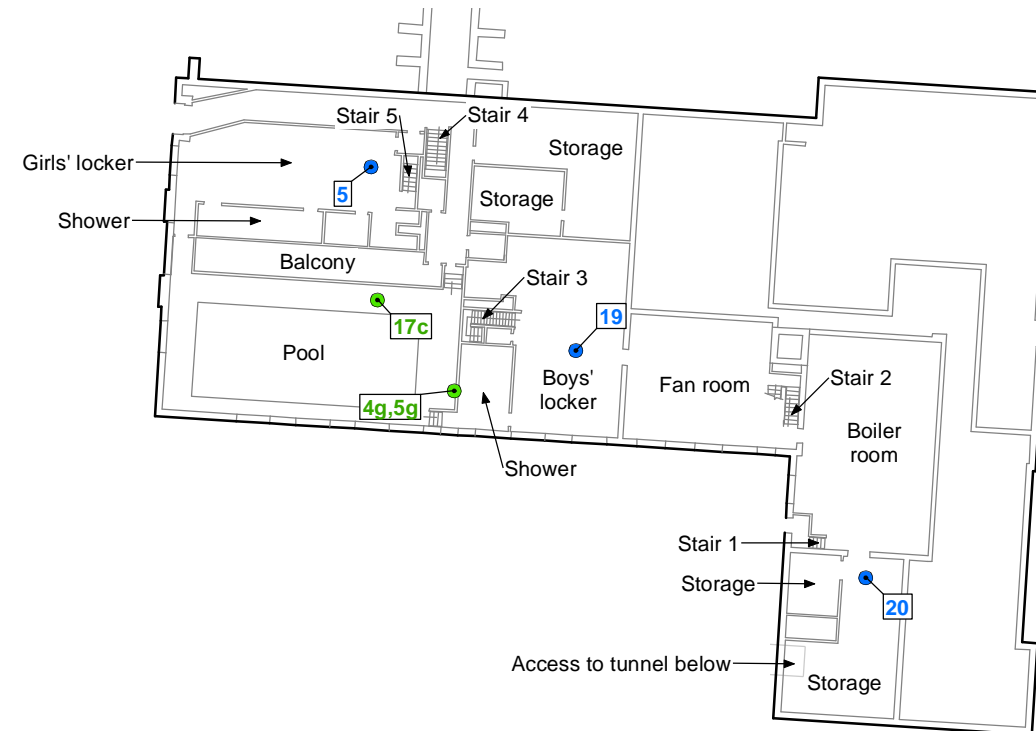 Stair 5
Stair 4
Storage
Girls' locker
5
Storage
Shower
Balcony
Stair 3
17c
19
Pool
Boys'
locker
Fan room
Stair 2
4g,5g
Boiler
room
Shower
Stair 1
Storage
20
Access to tunnel below
Storage